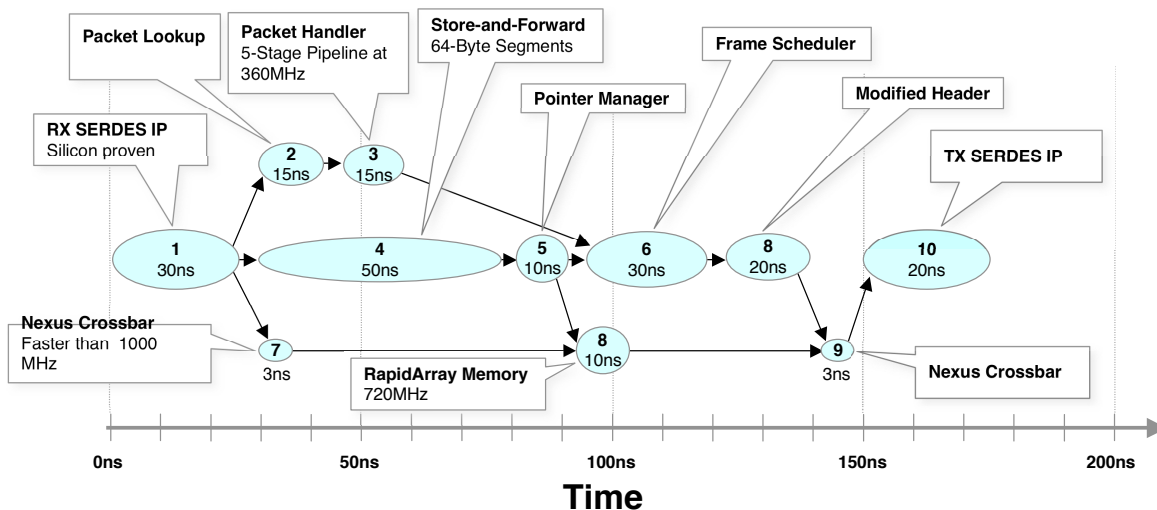 Packet Lookup
Packet Handler
5-Stage Pipeline at
360MHz
Store-and-Forward
64-Byte Segments
Frame Scheduler
Pointer Manager
Modified Header
RX SERDES IP
Silicon proven
TX SERDES IP
2
15ns
3
15ns
1
30ns
4
50ns
5
10ns
6
30ns
8
20ns
10
20ns
Nexus Crossbar
Faster than 1000
MHz
7
3ns
8
10ns
9
3ns
RapidArray Memory
720MHz
Nexus Crossbar
0ns
50ns
100ns
150ns
200ns
Time